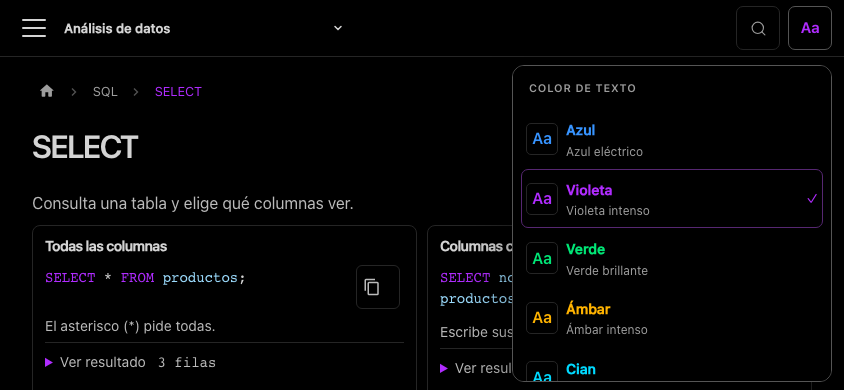 Análisis de datos
Aa
SQL
SELECT
SELECT
Consulta una tabla y elige qué columnas ver.
Todas las columnas
SELECT * FROM productos;
El asterisco (*) pide todas.
Ver resultado 3 filas
Columnas
SELECT
productos
Escribe sus
Ver
COLOR DE TEXTO
Aa
Azul
Azul eléctrico
Aa
Violeta
Violeta intenso
Aa
Verde
Verde brillante
Aa
Ámbar
Ámbar intenso
Aa
Cian